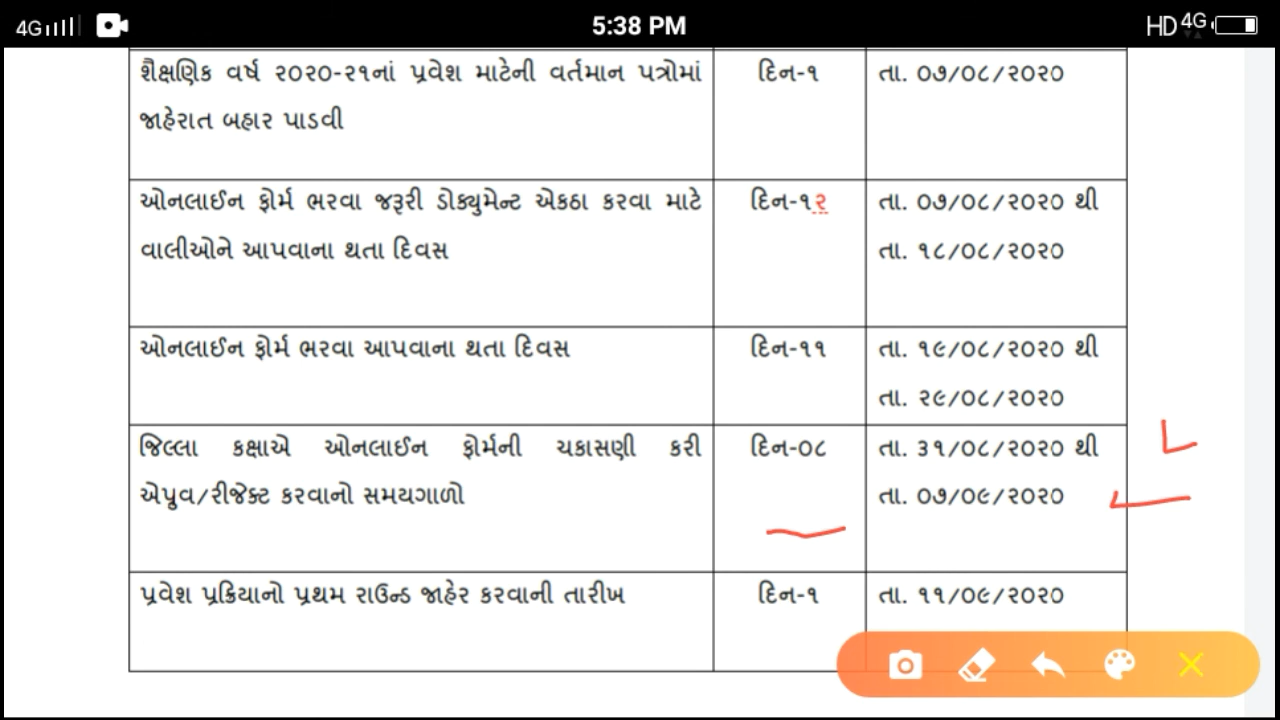 4G
5:38 PM
HD 4G
શૈક્ષણિક વર્ષ ૨૦૨૦-૨૧નાં પ્રવેશ માટેની વર્તમાન પત્રોમાં
જાહેરાત બહાર પાડવી
દિન-૧
તા. ૦૭/૦૮/૨૦૨૦
ઓનલાઈન ફોર્મ ભરવા જરૂરી ડોક્યુમેન્ટ એકઠા કરવા માટે
વાલીઓને આપવાના થતા દિવસ
દિન-૧૨
તા. ૦૭/૦૮/૨૦૨૦ થી
તા. ૧૮/૦૮/૨૦૨૦
ઓનલાઈન ફોર્મ ભરવા આપવાના થતા દિવસ
દિન-૧૧
તા. ૧૯/૦૮/૨૦૨૦ થી
તા. ૨૯/૦૮/૨૦૨૦
જિલ્લા કક્ષાએ ઓનલાઈન ફોર્મની ચકાસણી કરી
એપ્રુવ/રીજેક્ટ કરવાનો સમયગાળો
દિન-૦૮
તા. ૩૧/૦૮/૨૦૨૦ થી
તા. ૦૭/૦૯/૨૦૨૦
પ્રવેશ પ્રક્રિયાનો પ્રથમ રાઉન્ડ જાહેર કરવાની તારીખ
દિન-૧
તા. ૧૧/૦૯/૨૦૨૦